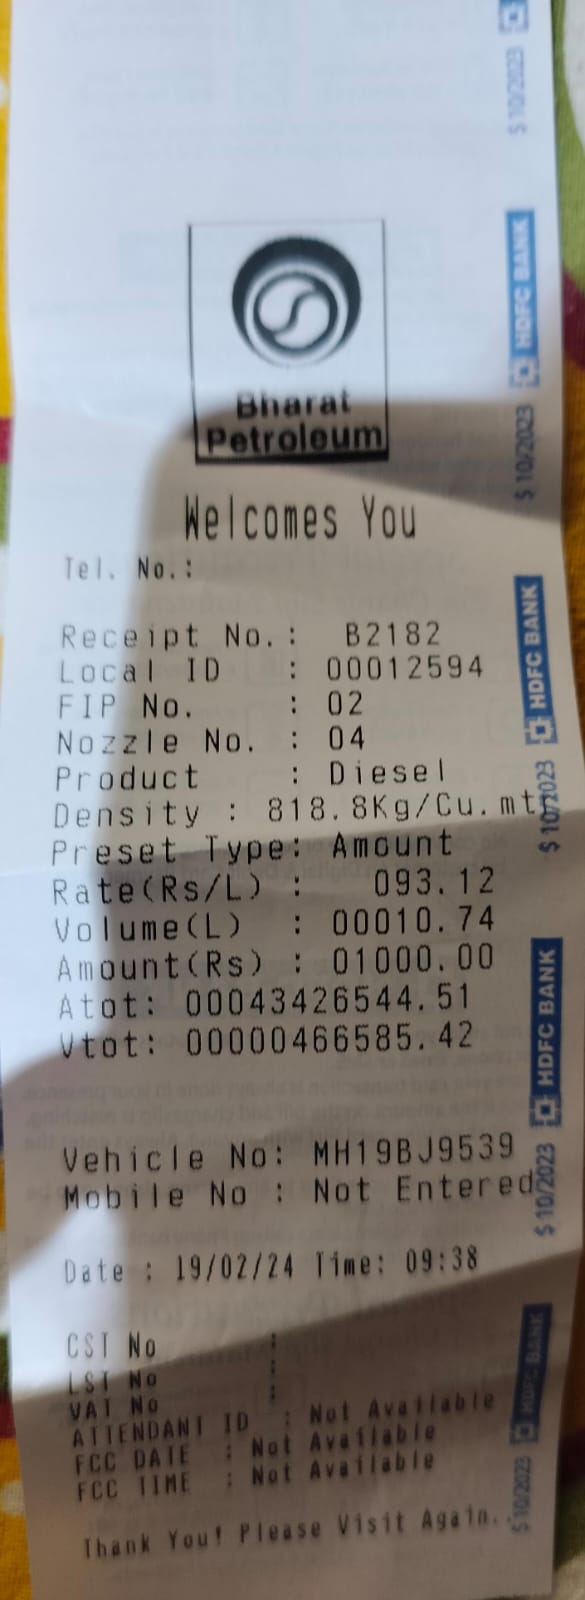 Bharat
Petroleum
Welcomes You
Tel. No.:
Receipt No.: B2182
Local ID : 00012594
FIP No. : 02
Nozzle No. : 04
Product : Diesel
Density : 818.8Kg/Cu.mtr
Preset Type: Amount
Rate(Rs/L) : 093.12
Volume(L) : 00010.74
Amount(Rs) : 01000.00
Atot: 00043426544.51
Vtot: 00000466585.42
Vehicle No: MH19BJ9539
Mobile No : Not Entered
Date : 19/02/24 Time: 09:38
CST No :
LST No :
VAT No :
ATTENDANT ID : Not Available
FCC DATE : Not Available
FCC TIME : Not Available
Thank You! Please Visit Again..
$ 10/2023
HDFC BANK
$ 10/2023
HDFC BANK
$ 10/2023
HDFC BANK
$ 10/2023
HDFC BANK
$ 10/2023